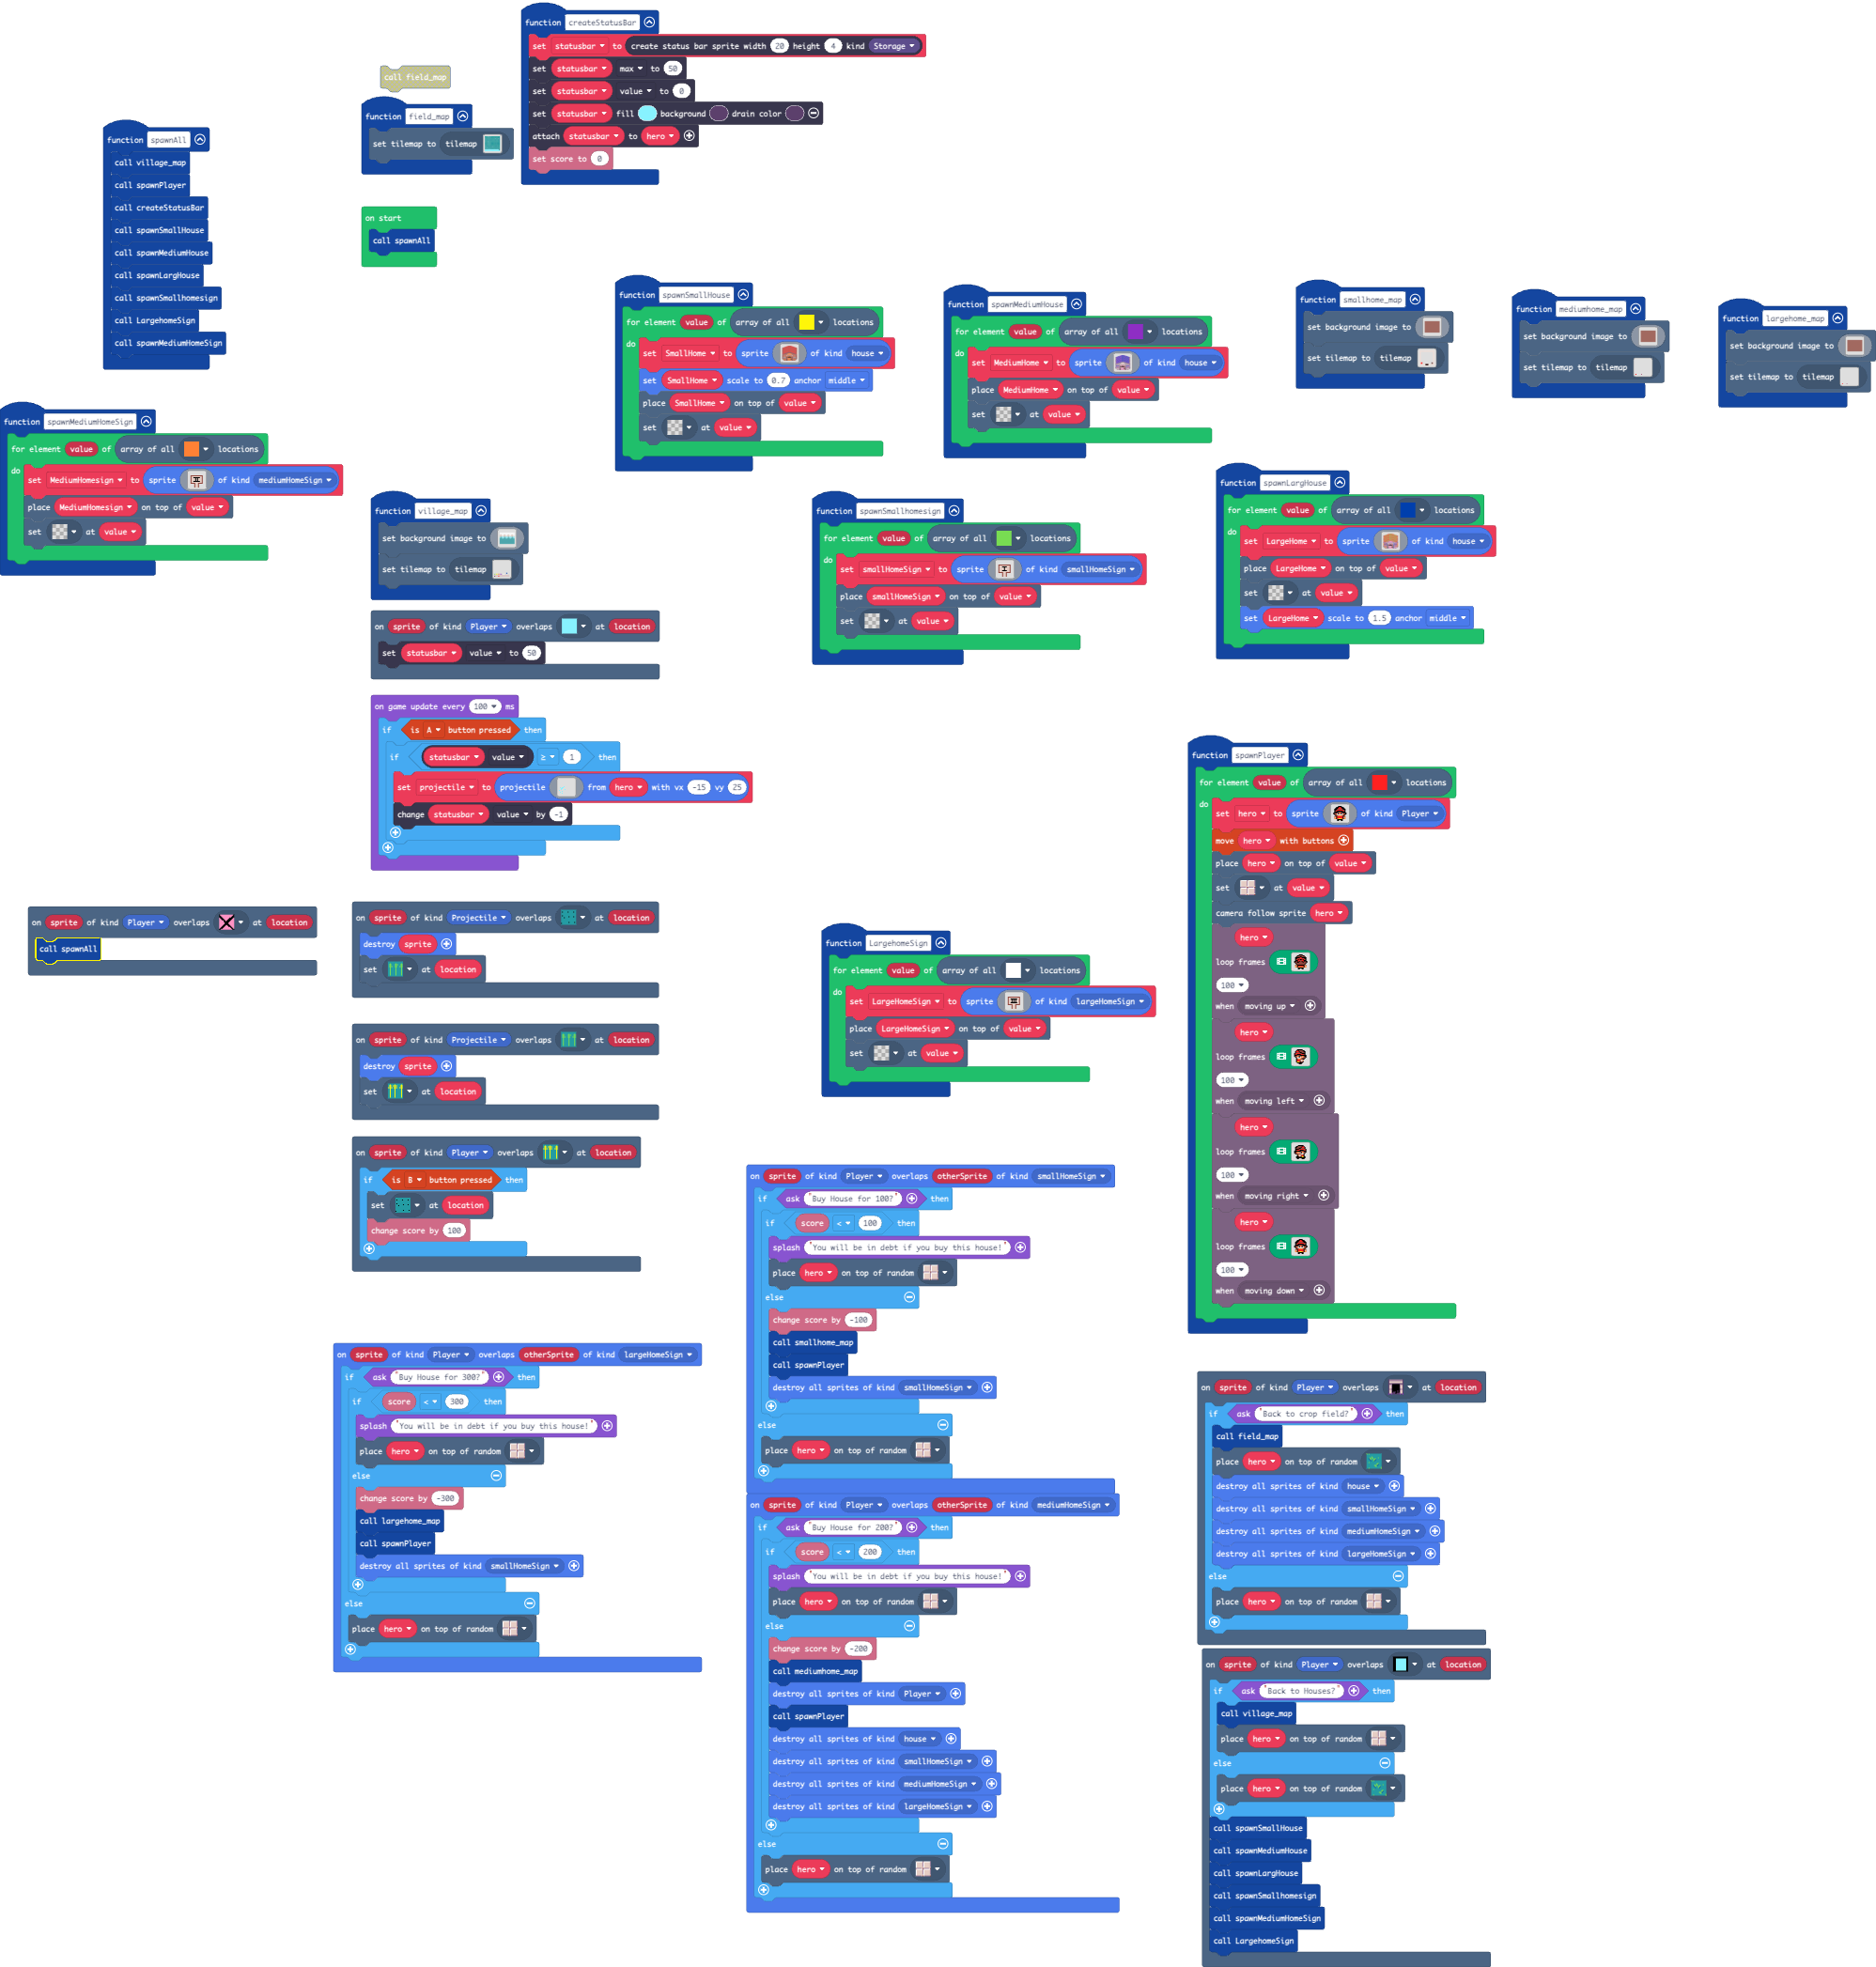 function createStatusBar
set statusbar to create status bar sprite width 20 height 4 kind Storage
set statusbar max to 50
set statusbar value to 0
set statusbar fill background drain color
attach statusbar to hero
set score to 0
call field_map
function field_map
set tilemap to tilemap
function spawnAll
call village_map
call spawnPlayer
call createStatusBar
call spawnSmallHouse
call spawnMediumHouse
call spawnLargHouse
call spawnSmallhomesign
call LargehomeSign
call spawnMediumHomeSign
on start
call spawnAll
function spawnSmallHouse
for element value of array of all locations
do
set SmallHome to sprite of kind house
set SmallHome scale to 0.7 anchor middle
place SmallHome on top of value
set at value
function spawnMediumHouse
for element value of array of all locations
do
set MediumHome to sprite of kind house
place MediumHome on top of value
set at value
function smallhome_map
set background image to
set tilemap to tilemap
function mediumhome_map
set background image to
set tilemap to tilemap
function largehome_map
set background image to
set tilemap to tilemap
function spawnMediumHomeSign
for element value of array of all locations
do
set MediumHomesign to sprite of kind mediumHomeSign
place MediumHomesign on top of value
set at value
function village_map
set background image to
set tilemap to tilemap
function spawnSmallhomesign
for element value of array of all locations
do
set smallHomeSign to sprite of kind smallHomeSign
place smallHomeSign on top of value
set at value
function spawnLargHouse
for element value of array of all locations
do
set LargeHome to sprite of kind house
place LargeHome on top of value
set at value
set LargeHome scale to 1.5 anchor middle
on sprite of kind Player overlaps at location
set statusbar value to 50
on game update every 100 ms
if is A button pressed then
if statusbar value ≥ 1 then
set projectile to projectile from hero with vx -15 vy 25
change statusbar value by -1
function spawnPlayer
for element value of array of all locations
do
set hero to sprite of kind Player
move hero with buttons
place hero on top of value
set at value
camera follow sprite hero
hero
loop frames
100
when moving up
hero
loop frames
100
when moving left
hero
loop frames
100
when moving right
hero
loop frames
100
when moving down
on sprite of kind Player overlaps at location
call spawnAll
on sprite of kind Projectile overlaps at location
destroy sprite
set at location
on sprite of kind Projectile overlaps at location
destroy sprite
set at location
on sprite of kind Player overlaps at location
if is B button pressed then
set at location
change score by 100
function LargehomeSign
for element value of array of all locations
do
set LargeHomeSign to sprite of kind largeHomeSign
place LargeHomeSign on top of value
set at value
on sprite of kind Player overlaps otherSprite of kind smallHomeSign
if ask "Buy House for 100?" then
if score < 100 then
splash "You will be in debt if you buy this house!"
place hero on top of random
else
change score by -100
call smallhome_map
call spawnPlayer
destroy all sprites of kind smallHomeSign
else
place hero on top of random
on sprite of kind Player overlaps otherSprite of kind largeHomeSign
if ask "Buy House for 300?" then
if score < 300 then
splash "You will be in debt if you buy this house!"
place hero on top of random
else
change score by -300
call largehome_map
call spawnPlayer
destroy all sprites of kind smallHomeSign
else
place hero on top of random
on sprite of kind Player overlaps otherSprite of kind mediumHomeSign
if ask "Buy House for 200?" then
if score < 200 then
splash "You will be in debt if you buy this house!"
place hero on top of random
else
change score by -200
call mediumhome_map
destroy all sprites of kind Player
call spawnPlayer
destroy all sprites of kind house
destroy all sprites of kind smallHomeSign
destroy all sprites of kind mediumHomeSign
destroy all sprites of kind largeHomeSign
else
place hero on top of random
on sprite of kind Player overlaps at location
if ask "Back to crop field?" then
call field_map
place hero on top of random
destroy all sprites of kind house
destroy all sprites of kind smallHomeSign
destroy all sprites of kind mediumHomeSign
destroy all sprites of kind largeHomeSign
else
place hero on top of random
on sprite of kind Player overlaps at location
if ask "Back to Houses?" then
call village_map
place hero on top of random
else
place hero on top of random
call spawnSmallHouse
call spawnMediumHouse
call spawnLargHouse
call spawnSmallhomesign
call spawnMediumHomeSign
call LargehomeSign